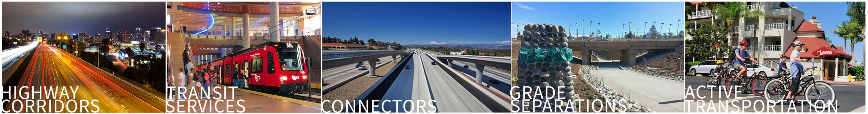 HIGHWAY
CORRIDORS
TRANSIT
SERVICES
CONNECTORS
GRADE
SEPARATIONS
ACTIVE
TRANSPORTATION